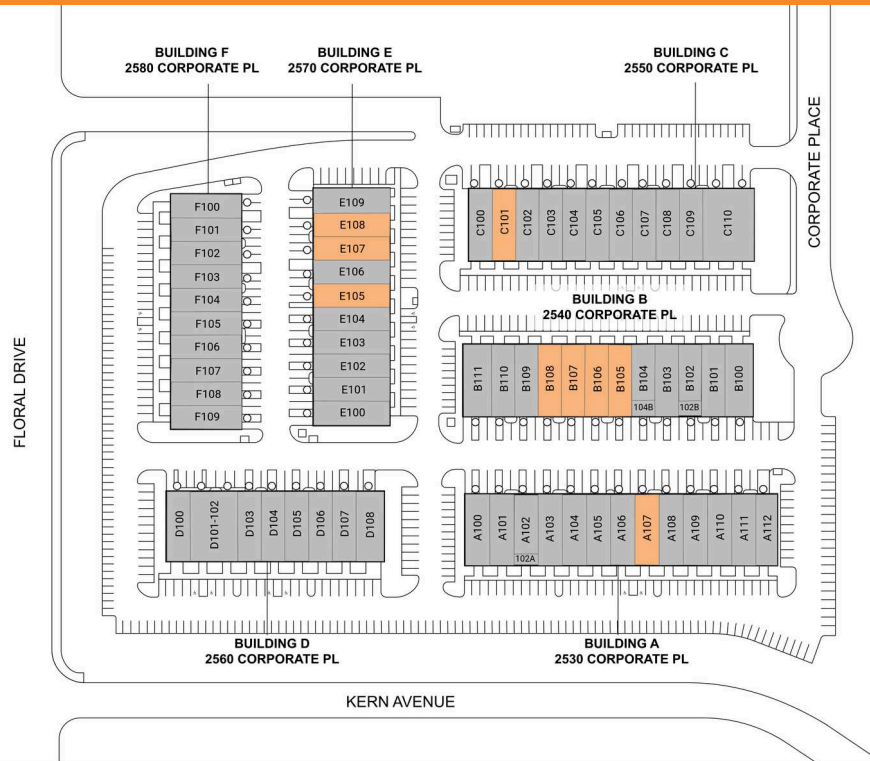 BUILDING F
2580 CORPORATE PL
BUILDING E
2570 CORPORATE PL
BUILDING C
2550 CORPORATE PL
CORPORATE PLACE
F100
F101
F102
F103
F104
F105
F106
F107
F108
F109
E109
E108
E107
E106
E105
E104
E103
E102
E101
E100
C100
C101
C102
C103
C104
C105
C106
C107
C108
C109
C110
BUILDING B
2540 CORPORATE PL
B111
B110
B109
B108
B107
B106
B105
B104
104B
B103
B102
102B
B101
B100
FLORAL DRIVE
D100
D101-102
D103
D104
D105
D106
D107
D108
A100
A101
A102
102A
A103
A104
A105
A106
A107
A108
A109
A110
A111
A112
BUILDING D
2560 CORPORATE PL
BUILDING A
2530 CORPORATE PL
KERN AVENUE